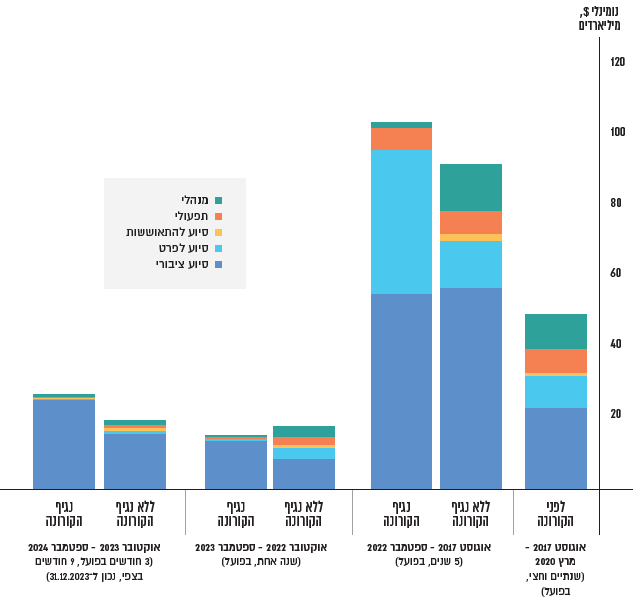 נומינלי $,
מיליארדים
120
100
80
60
40
20
מנהלי
תפעולי
סיוע להתאוששות
סיוע לפרט
סיוע ציבורי
לפני
הקורונה
ללא נגיף
הקורונה
נגיף
הקורונה
ללא נגיף
הקורונה
נגיף
הקורונה
ללא נגיף
הקורונה
נגיף
הקורונה
אוגוסט 2017 -
מרץ 2020
(שנתיים וחצי,
בפועל)
אוגוסט 2017 - ספטמבר 2022
(5 שנים, בפועל)
אוקטובר 2022 - ספטמבר 2023
(שנה אחת, בפועל)
אוקטובר 2023 - ספטמבר 2024
(3 חודשים בפועל, 9 חודשים
בצפי, נכון ל-31.12.2023)